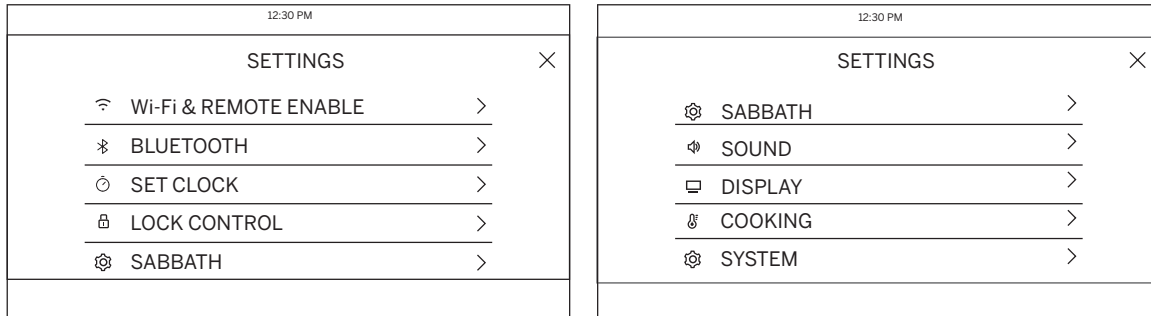 12:30 PM
SETTINGS
Wi-Fi & REMOTE ENABLE
BLUETOOTH
SET CLOCK
LOCK CONTROL
SABBATH
12:30 PM
SETTINGS
SABBATH
SOUND
DISPLAY
COOKING
SYSTEM